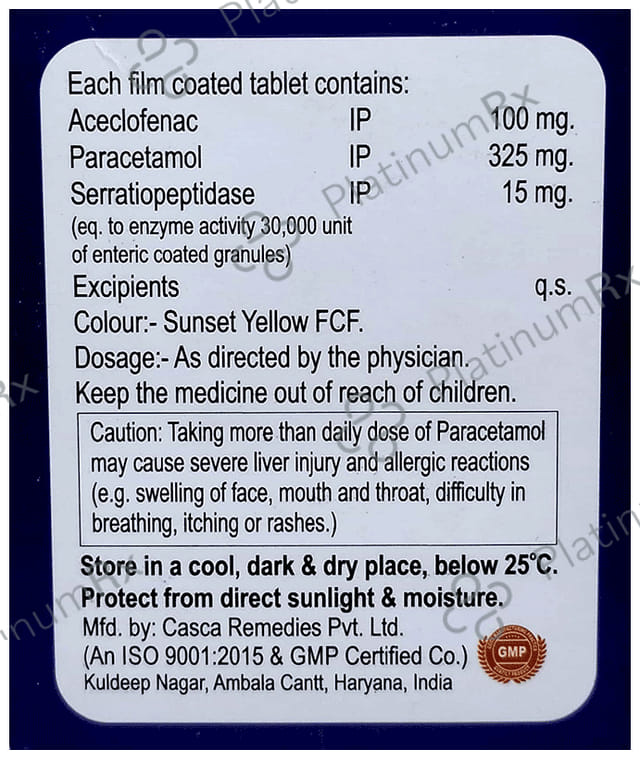 Each film coated tablet contains:
Aceclofenac IP 100 mg.
Paracetamol IP 325 mg.
Serratiopeptidase IP 15 mg.
(eq. to enzyme activity 30,000 unit
of enteric coated granules)
Excipients q.s.
Colour:- Sunset Yellow FCF.
Dosage:- As directed by the physician.
Keep the medicine out of reach of children.
Caution: Taking more than daily dose of Paracetamol
may cause severe liver injury and allergic reactions
(e.g. swelling of face, mouth and throat, difficulty in
breathing, itching or rashes.)
Store in a cool, dark & dry place, below 25°C.
Protect from direct sunlight & moisture.
Mfd. by: Casca Remedies Pvt. Ltd.
(An ISO 9001:2015 & GMP Certified Co.)
GMP
Kuldeep Nagar, Ambala Cantt, Haryana, India
PlatinumRx
PlatinumRx